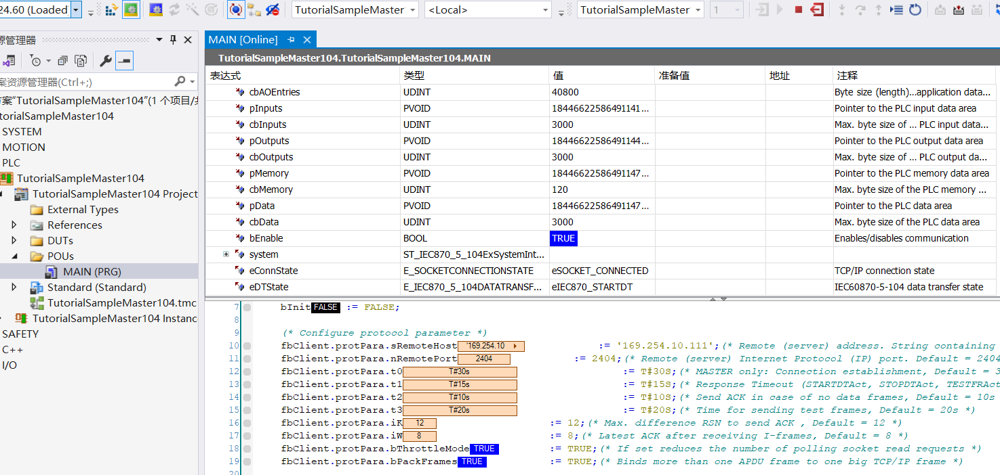 24.60 (Loaded
TutorialSampleMaster
<Local>
TutorialSampleMaster
1
源管理器
案资源管理器(Ctrl+;)
方案"TutorialSampleMaster104"(1 个项目/共
torialSampleMaster104
SYSTEM
MOTION
PLC
TutorialSampleMaster104
TutorialSampleMaster104 Project
External Types
References
DUTs
POUs
MAIN (PRG)
Standard (Standard)
TutorialSampleMaster104.tmc
TutorialSampleMaster104 Instanc
SAFETY
C++
I/O
MAIN [Online]
TutorialSampleMaster104.TutorialSampleMaster104.MAIN
表达式 类型 值 准备值 地址 注释
cbAOEntries UDINT 40800 Byte size (length)...application data...
pInputs PVOID 18446622586491141... Pointer to the PLC input data area
cbInputs UDINT 3000 Max. byte size of ... PLC input data...
pOutputs PVOID 18446622586491144... Pointer to the PLC output data area
cbOutputs UDINT 3000 Max. byte size of ... PLC output da...
pMemory PVOID 18446622586491147... Pointer to the PLC memory data area
cbMemory UDINT 120 Max. byte size of the PLC memory ...
pData PVOID 18446622586491147... Pointer to the PLC data area
cbData UDINT 3000 Max. byte size of the PLC data area
bEnable BOOL TRUE Enables/disables communication
system ST_IEC870_5_104ExSystemInt...
eConnState E_SOCKETCONNECTIONSTATE eSOCKET_CONNECTED TCP/IP connection state
eDTState E_IEC870_5_104DATATRANSF... eIEC870_STARTDT IEC60870-5-104 data transfer state
7 bInit FALSE := FALSE;
8
9 (* Configure protocol parameter *)
10 fbClient.protPara.sRemoteHost '169.254.10 := '169.254.10.111';(* Remote (server) address. String containing
11 fbClient.protPara.nRemotePort 2404 := 2404;(* Remote (server) Internet Protocol (IP) port. Default = 2404
12 fbClient.protPara.t0 T#30s := T#30S;(* MASTER only: Connection establishment, Default = 3
13 fbClient.protPara.t1 T#15s := T#15S;(* Response Timeout (STARTDTAct, STOPDTAct, TESTFRAct
14 fbClient.protPara.t2 T#10s := T#10S;(* Send ACK in case of no data frames, Default = 10s
15 fbClient.protPara.t3 T#20s := T#20S;(* Time for sending test frames, Default = 20s *)
16 fbClient.protPara.iK 12 := 12;(* Max. difference RSN to send ACK , Default = 12 *)
17 fbClient.protPara.iW 8 := 8;(* Latest ACK after receiving I-frames, Default = 8 *)
18 fbClient.protPara.bThrottleMode TRUE := TRUE;(* If set reduces the number of polling socket read requests *)
19 fbClient.protPara.bPackFrames TRUE := TRUE;(* Binds more than one APDU frame to one big TCP/IP frame *)
20